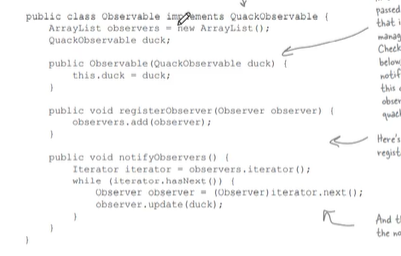 public class Observable implements QuackObservable {
ArrayList observers = new ArrayList();
QuackObservable duck;
public Observable(QuackObservable duck) {
this.duck = duck;
}
public void registerObserver(Observer observer) {
observers.add(observer);
}
public void notifyObservers() {
Iterator iterator = observers.iterator();
while (iterator.hasNext()) {
Observer observer = (Observer)iterator.next();
observer.update(duck);
}
}
}
passed
that i
manag
Check
below,
notif
this
obser
quac
Here's
regist
And th
the no